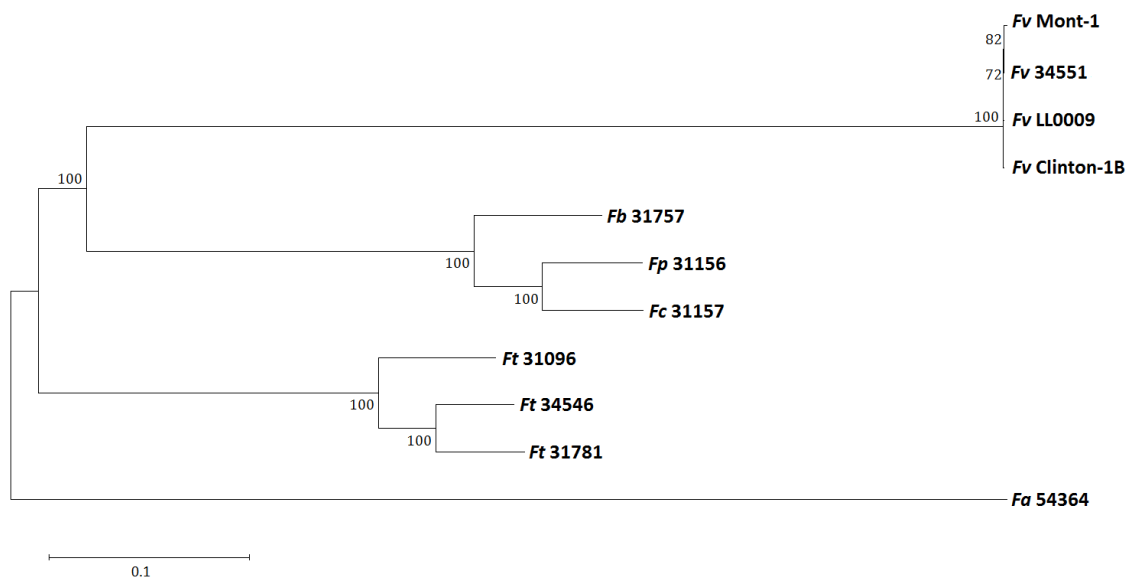 Fv Mont-1
82
72
Fv 34551
100
Fv LL0009
Fv Clinton-1B
100
Fb 31757
100
Fp 31156
100
Fc 31157
Ft 31096
100
Ft 34546
100
Ft 31781
Fa 54364
0.1